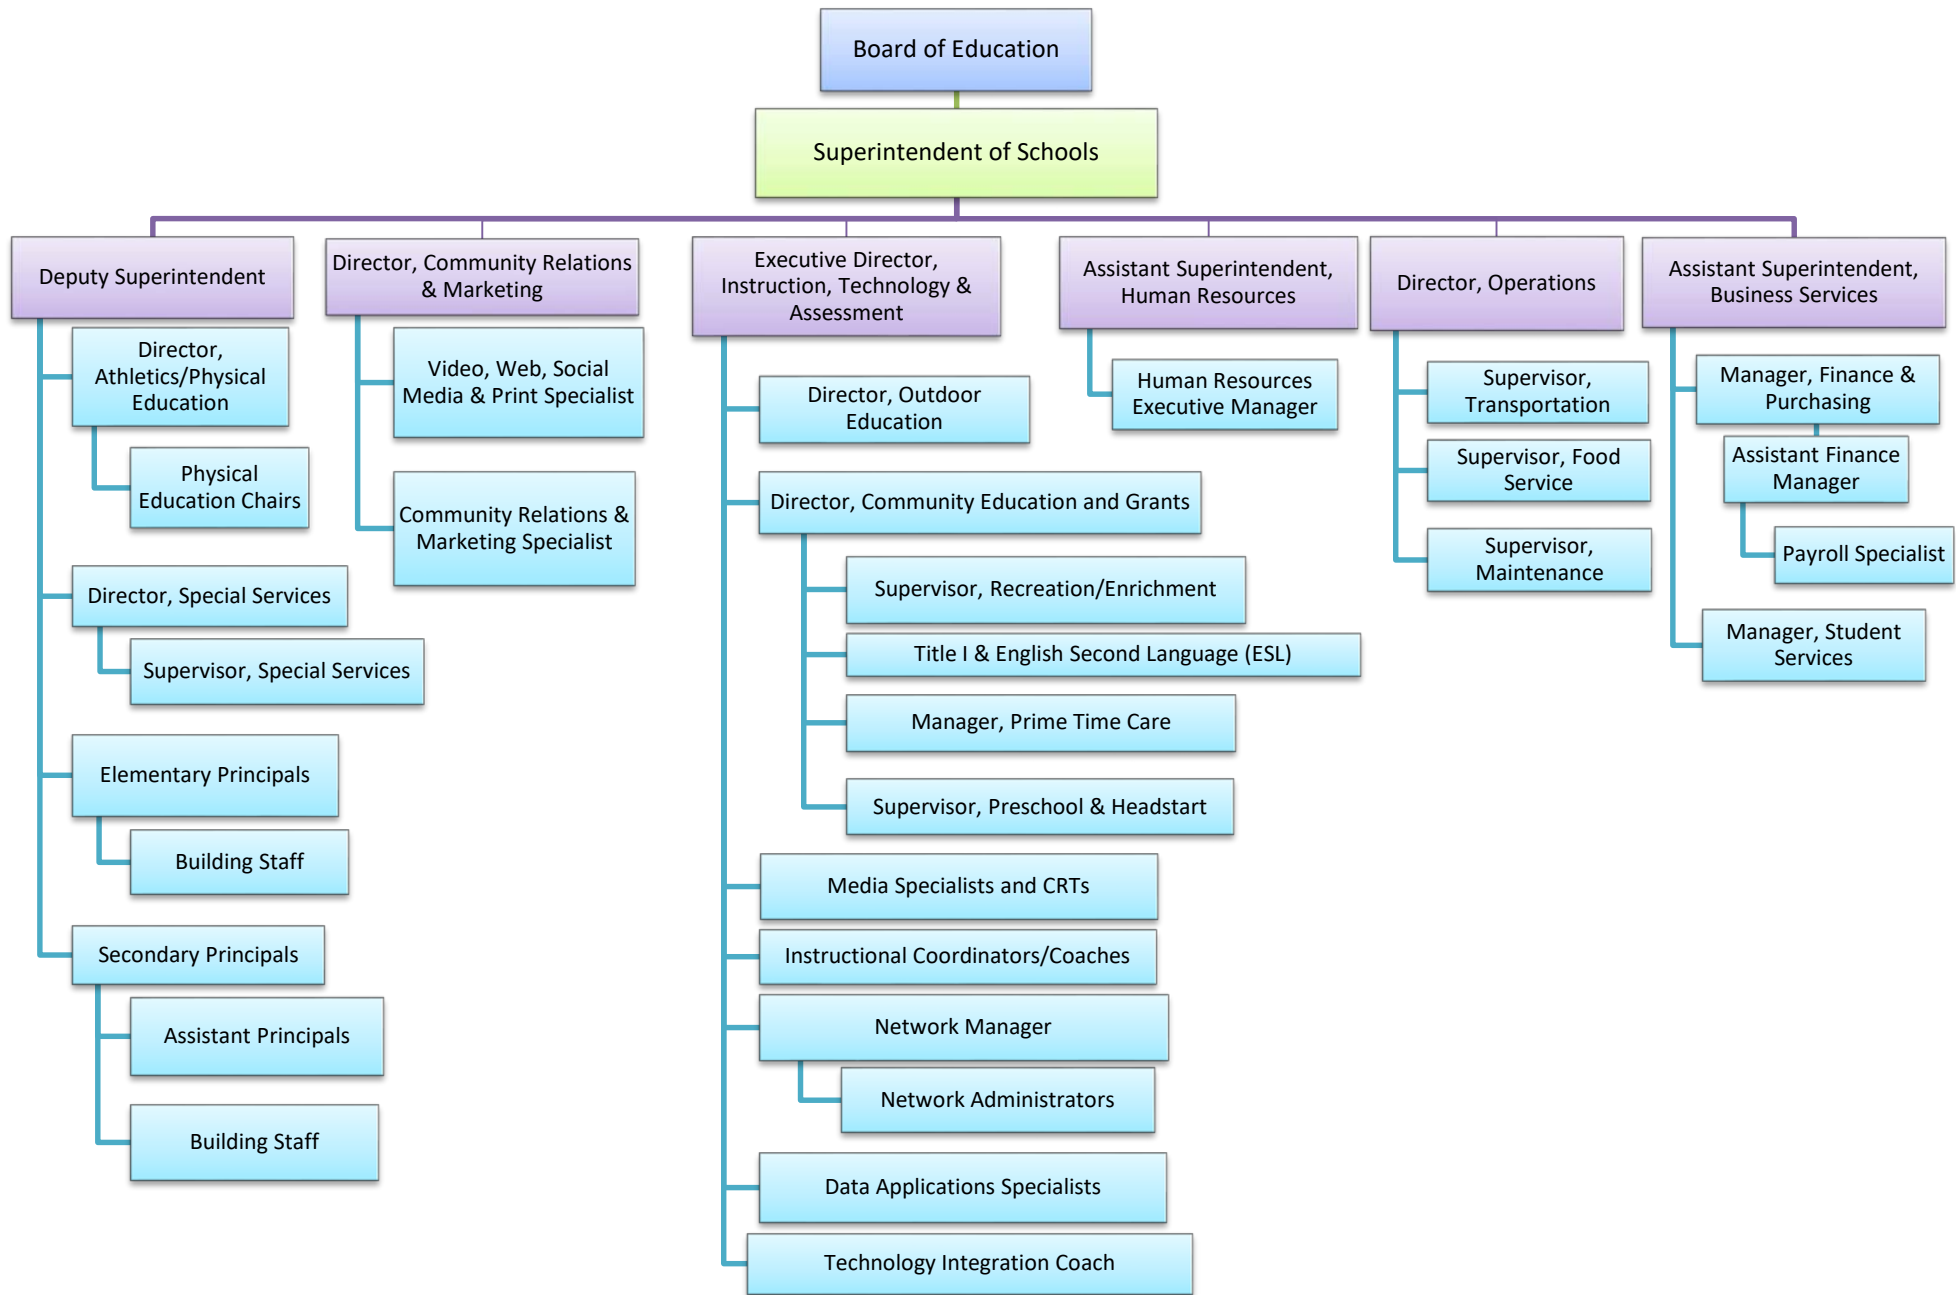 Board of Education
Superintendent of Schools
Deputy Superintendent
Director,
Athletics/Physical
Education
Physical
Education Chairs
Director, Special Services
Supervisor, Special Services
Elementary Principals
Building Staff
Secondary Principals
Assistant Principals
Building Staff
Director, Community Relations
& Marketing
Video, Web, Social
Media & Print Specialist
Community Relations &
Marketing Specialist
Executive Director,
Instruction, Technology &
Assessment
Director, Outdoor
Education
Director, Community Education and Grants
Supervisor, Recreation/Enrichment
Title I & English Second Language (ESL)
Manager, Prime Time Care
Supervisor, Preschool & Headstart
Media Specialists and CRTs
Instructional Coordinators/Coaches
Network Manager
Network Administrators
Data Applications Specialists
Technology Integration Coach
Assistant Superintendent,
Human Resources
Human Resources
Executive Manager
Director, Operations
Supervisor,
Transportation
Supervisor, Food
Service
Supervisor,
Maintenance
Assistant Superintendent,
Business Services
Manager, Finance &
Purchasing
Assistant Finance
Manager
Payroll Specialist
Manager, Student
Services